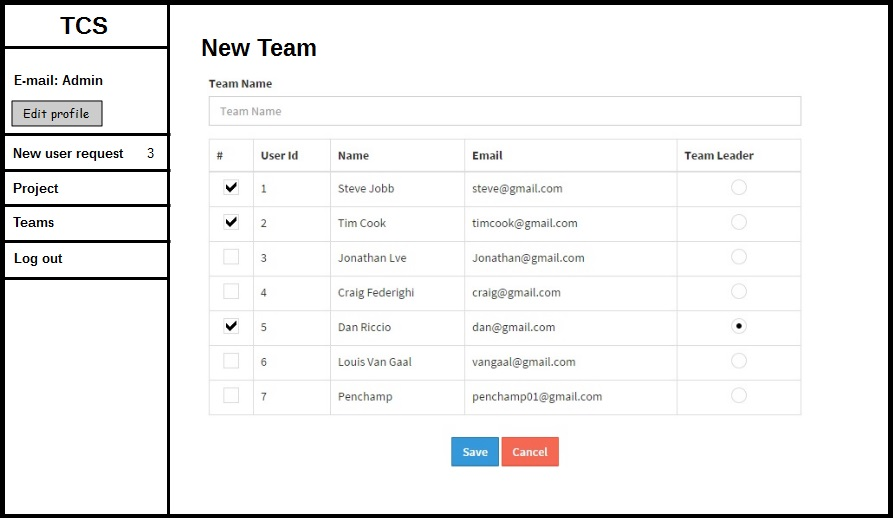 TCS
E-mail: Admin
Edit profile
New user request 3
Project
Teams
Log out
New Team
Team Name
Team Name
# User Id Name Email Team Leader
1 Steve Jobb steve@gmail.com
2 Tim Cook timcook@gmail.com
3 Jonathan Lve Jonathan@gmail.com
4 Craig Federighi craig@gmail.com
5 Dan Riccio dan@gmail.com
6 Louis Van Gaal vangaal@gmail.com
7 Penchamp penchamp01@gmail.com
Save Cancel